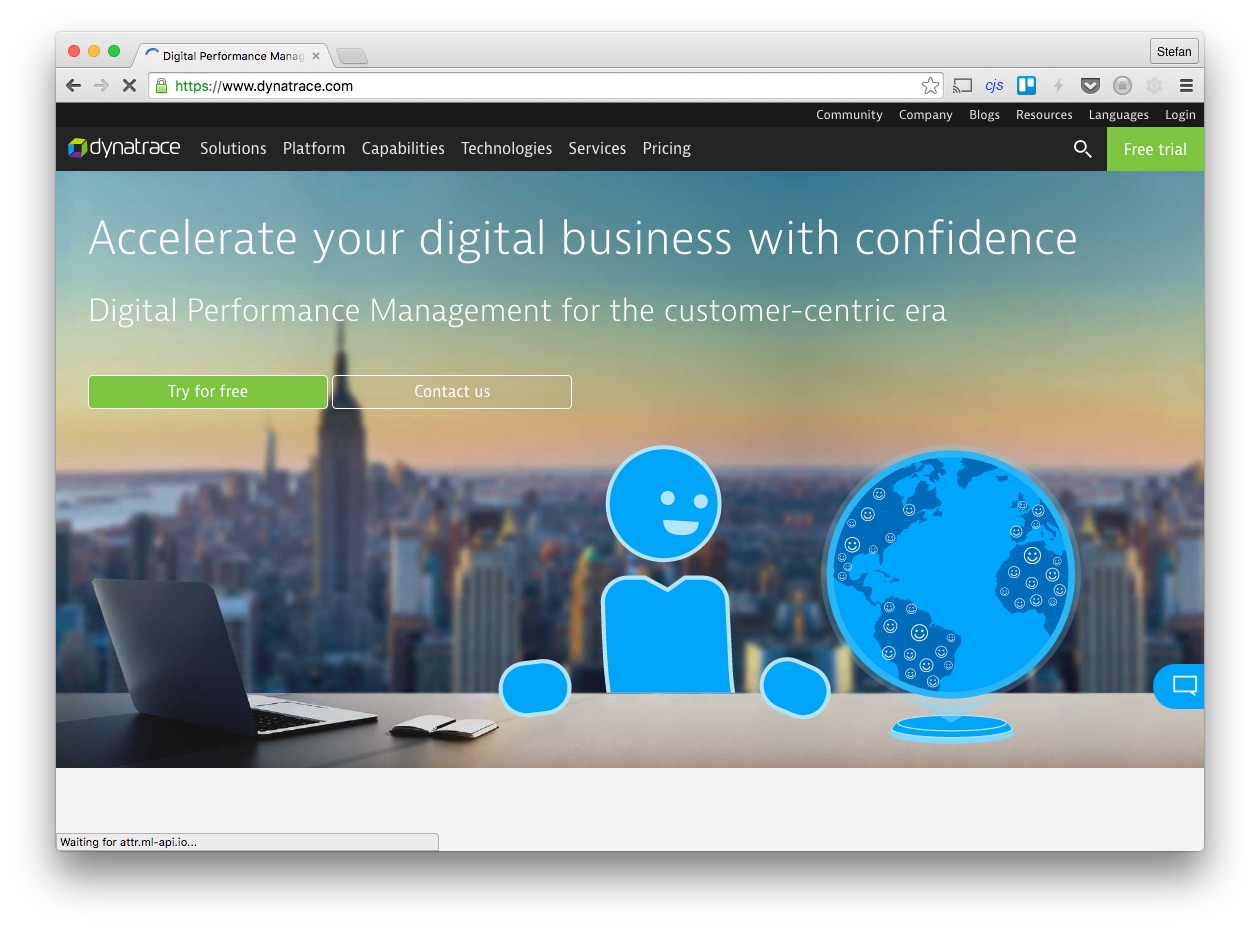 Digital Performance Manag
Stefan
https://www.dynatrace.com
cjs
Community Company Blogs Resources Languages Login
dynatrace Solutions Platform Capabilities Technologies Services Pricing
Free trial
Accelerate your digital business with confidence
Digital Performance Management for the customer-centric era
Try for free
Contact us
Waiting for attr.ml-api.io...